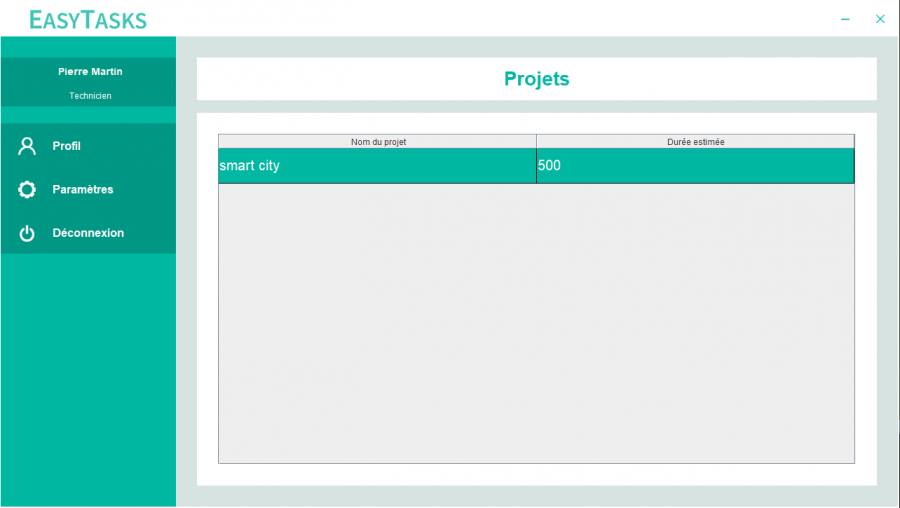 EASYTASKS
Pierre Martin
Technicien
Profil
Paramètres
Déconnexion
Projets
Nom du projet Durée estimée
smart city 500